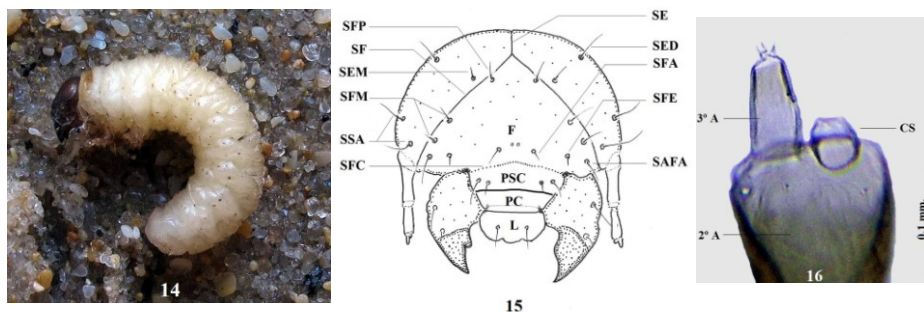 14
SFP
SF
SEM
SFM
SSA
SFC
SE
SED
SFA
SFE
SAFA
F
PSC
PC
L
15
3º A
2º A
CS
0.1 mm
16